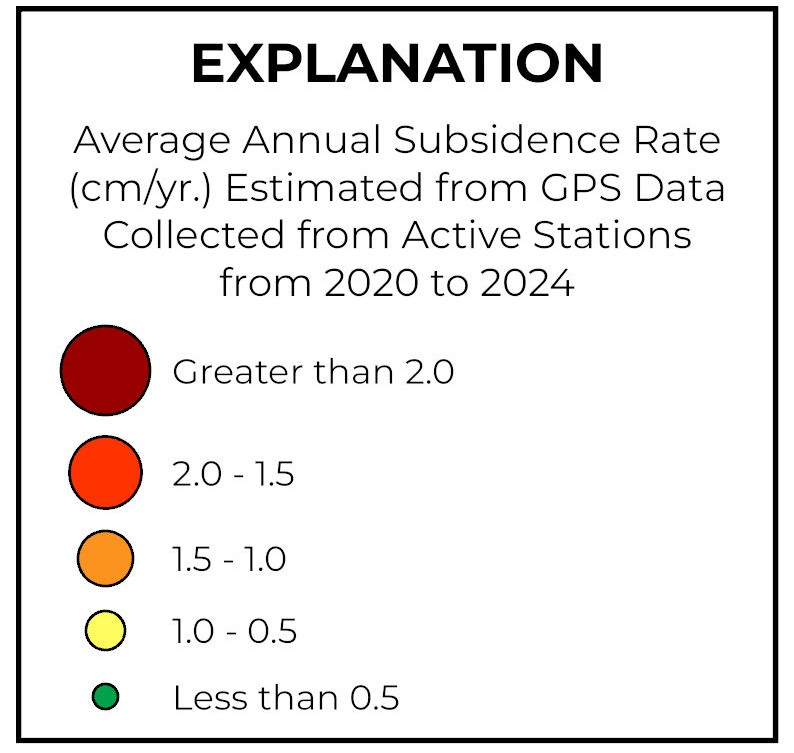 EXPLANATION
Average Annual Subsidence Rate
(cm/yr.) Estimated from GPS Data
Collected from Active Stations
from 2020 to 2024
Greater than 2.0
2.0 - 1.5
1.5 - 1.0
1.0 - 0.5
Less than 0.5